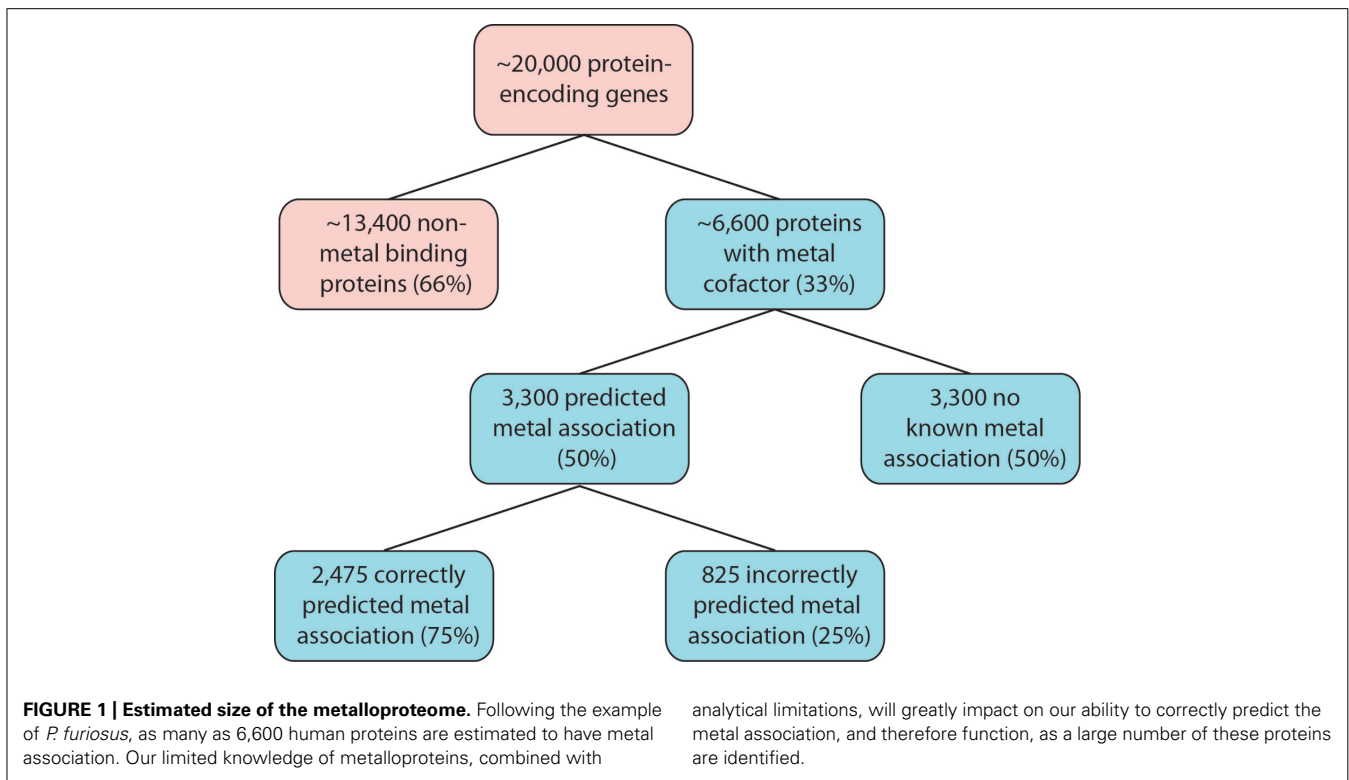 ~20,000 protein-
encoding genes
~13,400 non-
metal binding
proteins (66%)
~6,600 proteins
with metal
cofactor (33%)
3,300 predicted
metal association
(50%)
3,300 no
known metal
association (50%)
2,475 correctly
predicted metal
association (75%)
825 incorrectly
predicted metal
association (25%)
FIGURE 1 | Estimated size of the metalloproteome. Following the example
of P. furiosus, as many as 6,600 human proteins are estimated to have metal
association. Our limited knowledge of metalloproteins, combined with
analytical limitations, will greatly impact on our ability to correctly predict the
metal association, and therefore function, as a large number of these proteins
are identified.